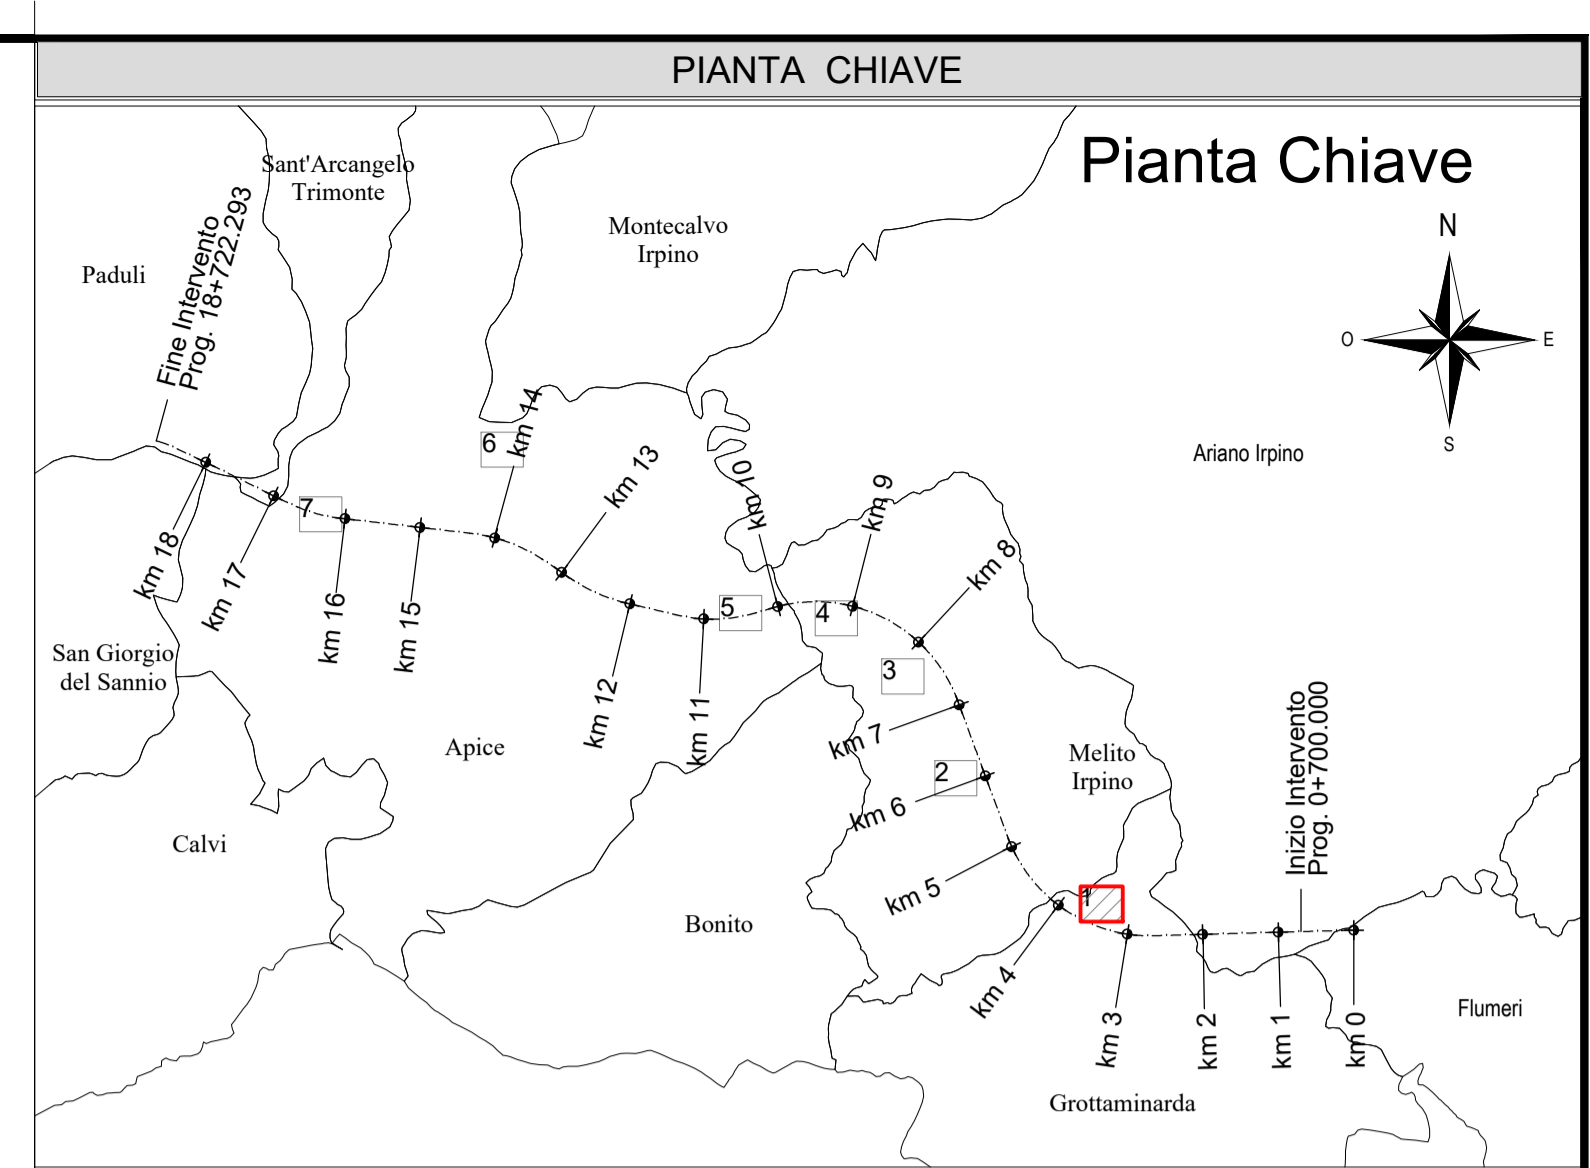 PIANTA CHIAVE
Pianta Chiave
Sant'Arcangelo
Trimonte
Montecalvo
Irpino
Paduli
Fine Intervento
Prog. 18+722.293
N
O
E
S
Ariano Irpino
6
km 14
km 13
km 10
km 9
7
km 18
km 17
km 16
km 15
5
4
km 8
3
San Giorgio
del Sannio
km 12
km 11
km 7
Apice
2
Melito
Irpino
km 6
Inizio Intervento
Prog. 0+700.000
Calvi
km 5
1
Bonito
km 4
km 3
km 2
km 1
km 0
Flumeri
Grottaminarda